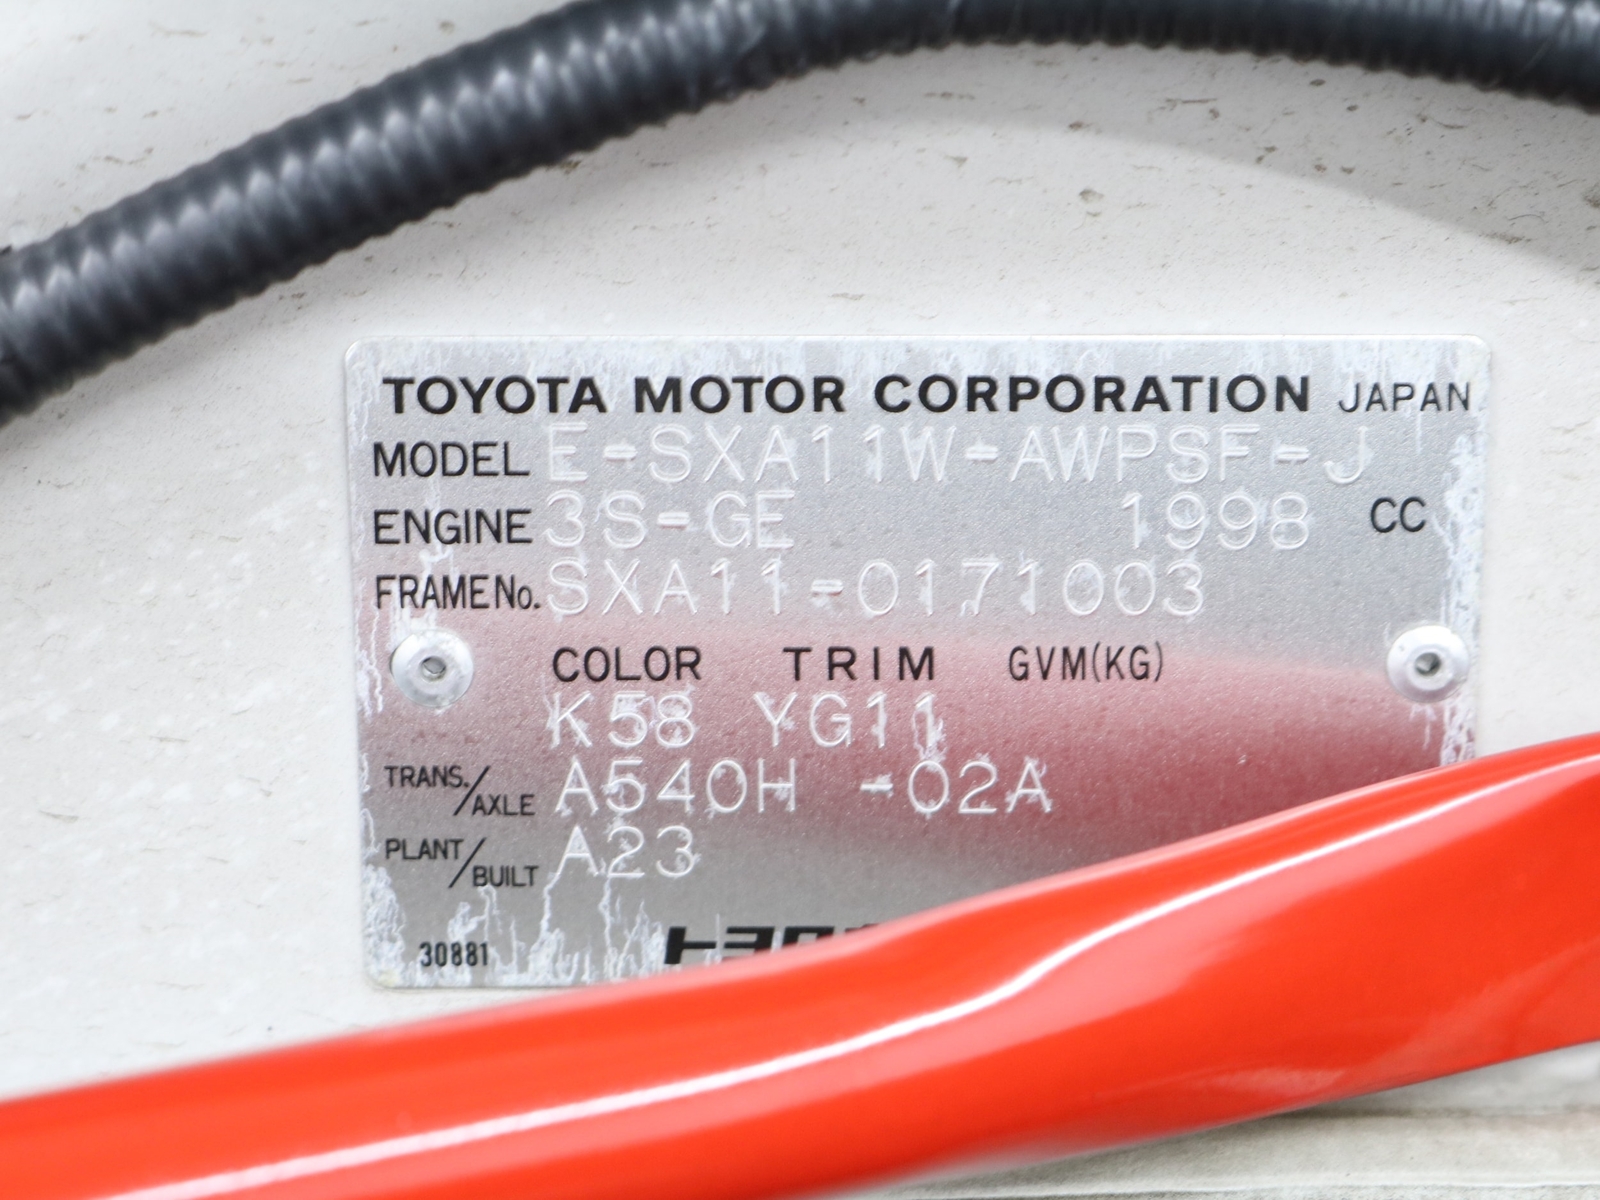 TOYOTA MOTOR CORPORATION JAPAN
MODEL E-SXA11W-AWPSF-J
ENGINE 3S-GE 1998 CC
FRAME No. SXA11-0171003
COLOR TRIM GVM(KG)
K58 YG11
TRANS./AXLE A540H -02A
PLANT/BUILT A23
30881